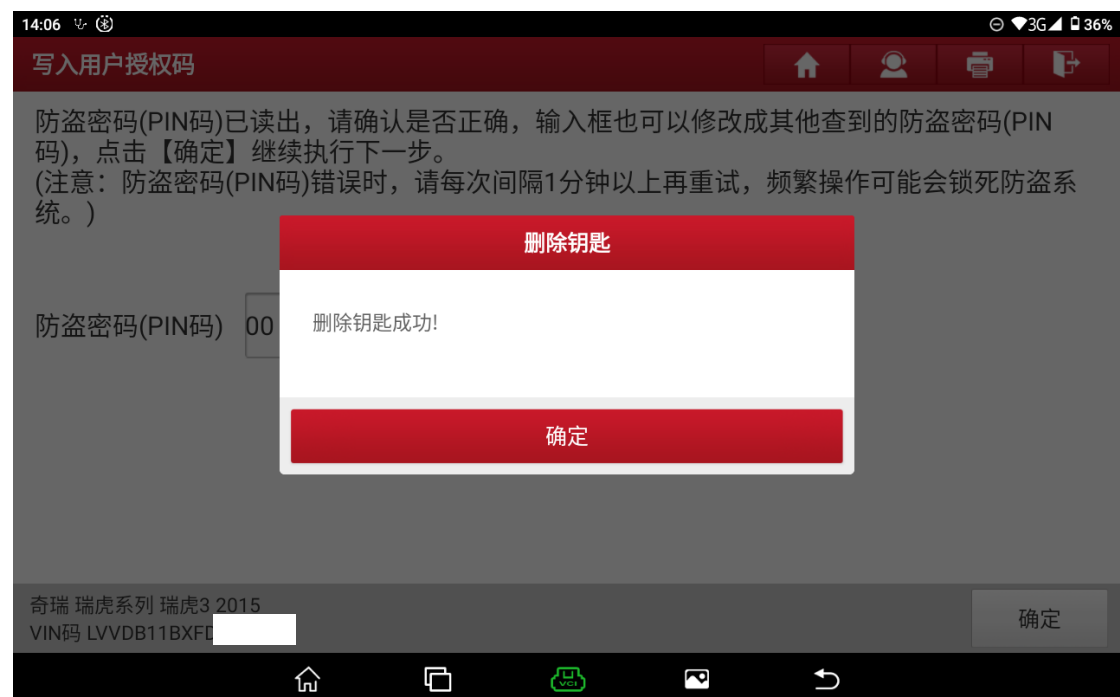 14:06
3G 36%
写入用户授权码
防盗密码(PIN码)已读出，请确认是否正确，输入框也可以修改成其他查到的防盗密码(PIN
码)，点击【确定】继续执行下一步。
(注意：防盗密码(PIN码)错误时，请每次间隔1分钟以上再重试，频繁操作可能会锁死防盗系
统。)
删除钥匙
防盗密码(PIN码) 00
删除钥匙成功!
确定
奇瑞 瑞虎系列 瑞虎3 2015
VIN码 LVVDB11BXFD
确定
VCI